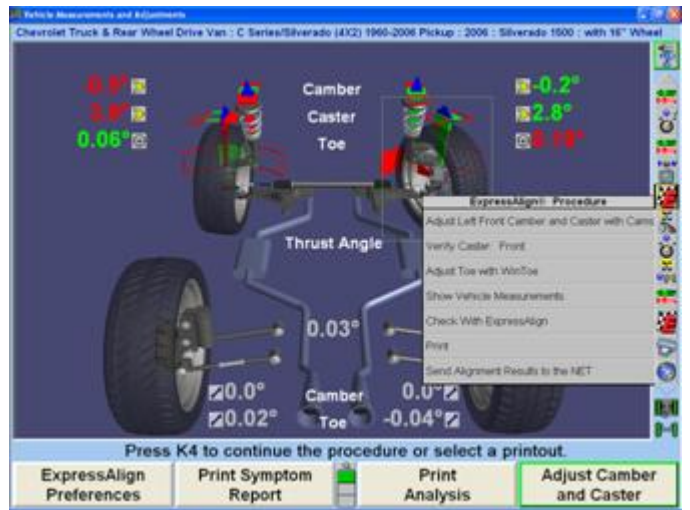 Vehicle Measurements and Adjustments
Chevrolet Truck & Rear Wheel Drive Van : C Series/Silverado (4X2) 1960-2006 Pickup : 2006 : Silverado 1500 : with 16" Wheel
Camber
-0.2°
Caster
2.8°
0.06°
Toe
ExpressAlign® Procedure
Adjust Left Front Camber and Caster with Cams
Verify Caster: Front
Adjust Toe with WinToe
Show Vehicle Measurements
Check With ExpressAlign
Print
Send Alignment Results to the NET
Thrust Angle
0.03°
0.0°
Camber
0.0°
0.02°
Toe
-0.04°
Press K4 to continue the procedure or select a printout.
ExpressAlign Preferences
Print Symptom Report
Print Analysis
Adjust Camber and Caster